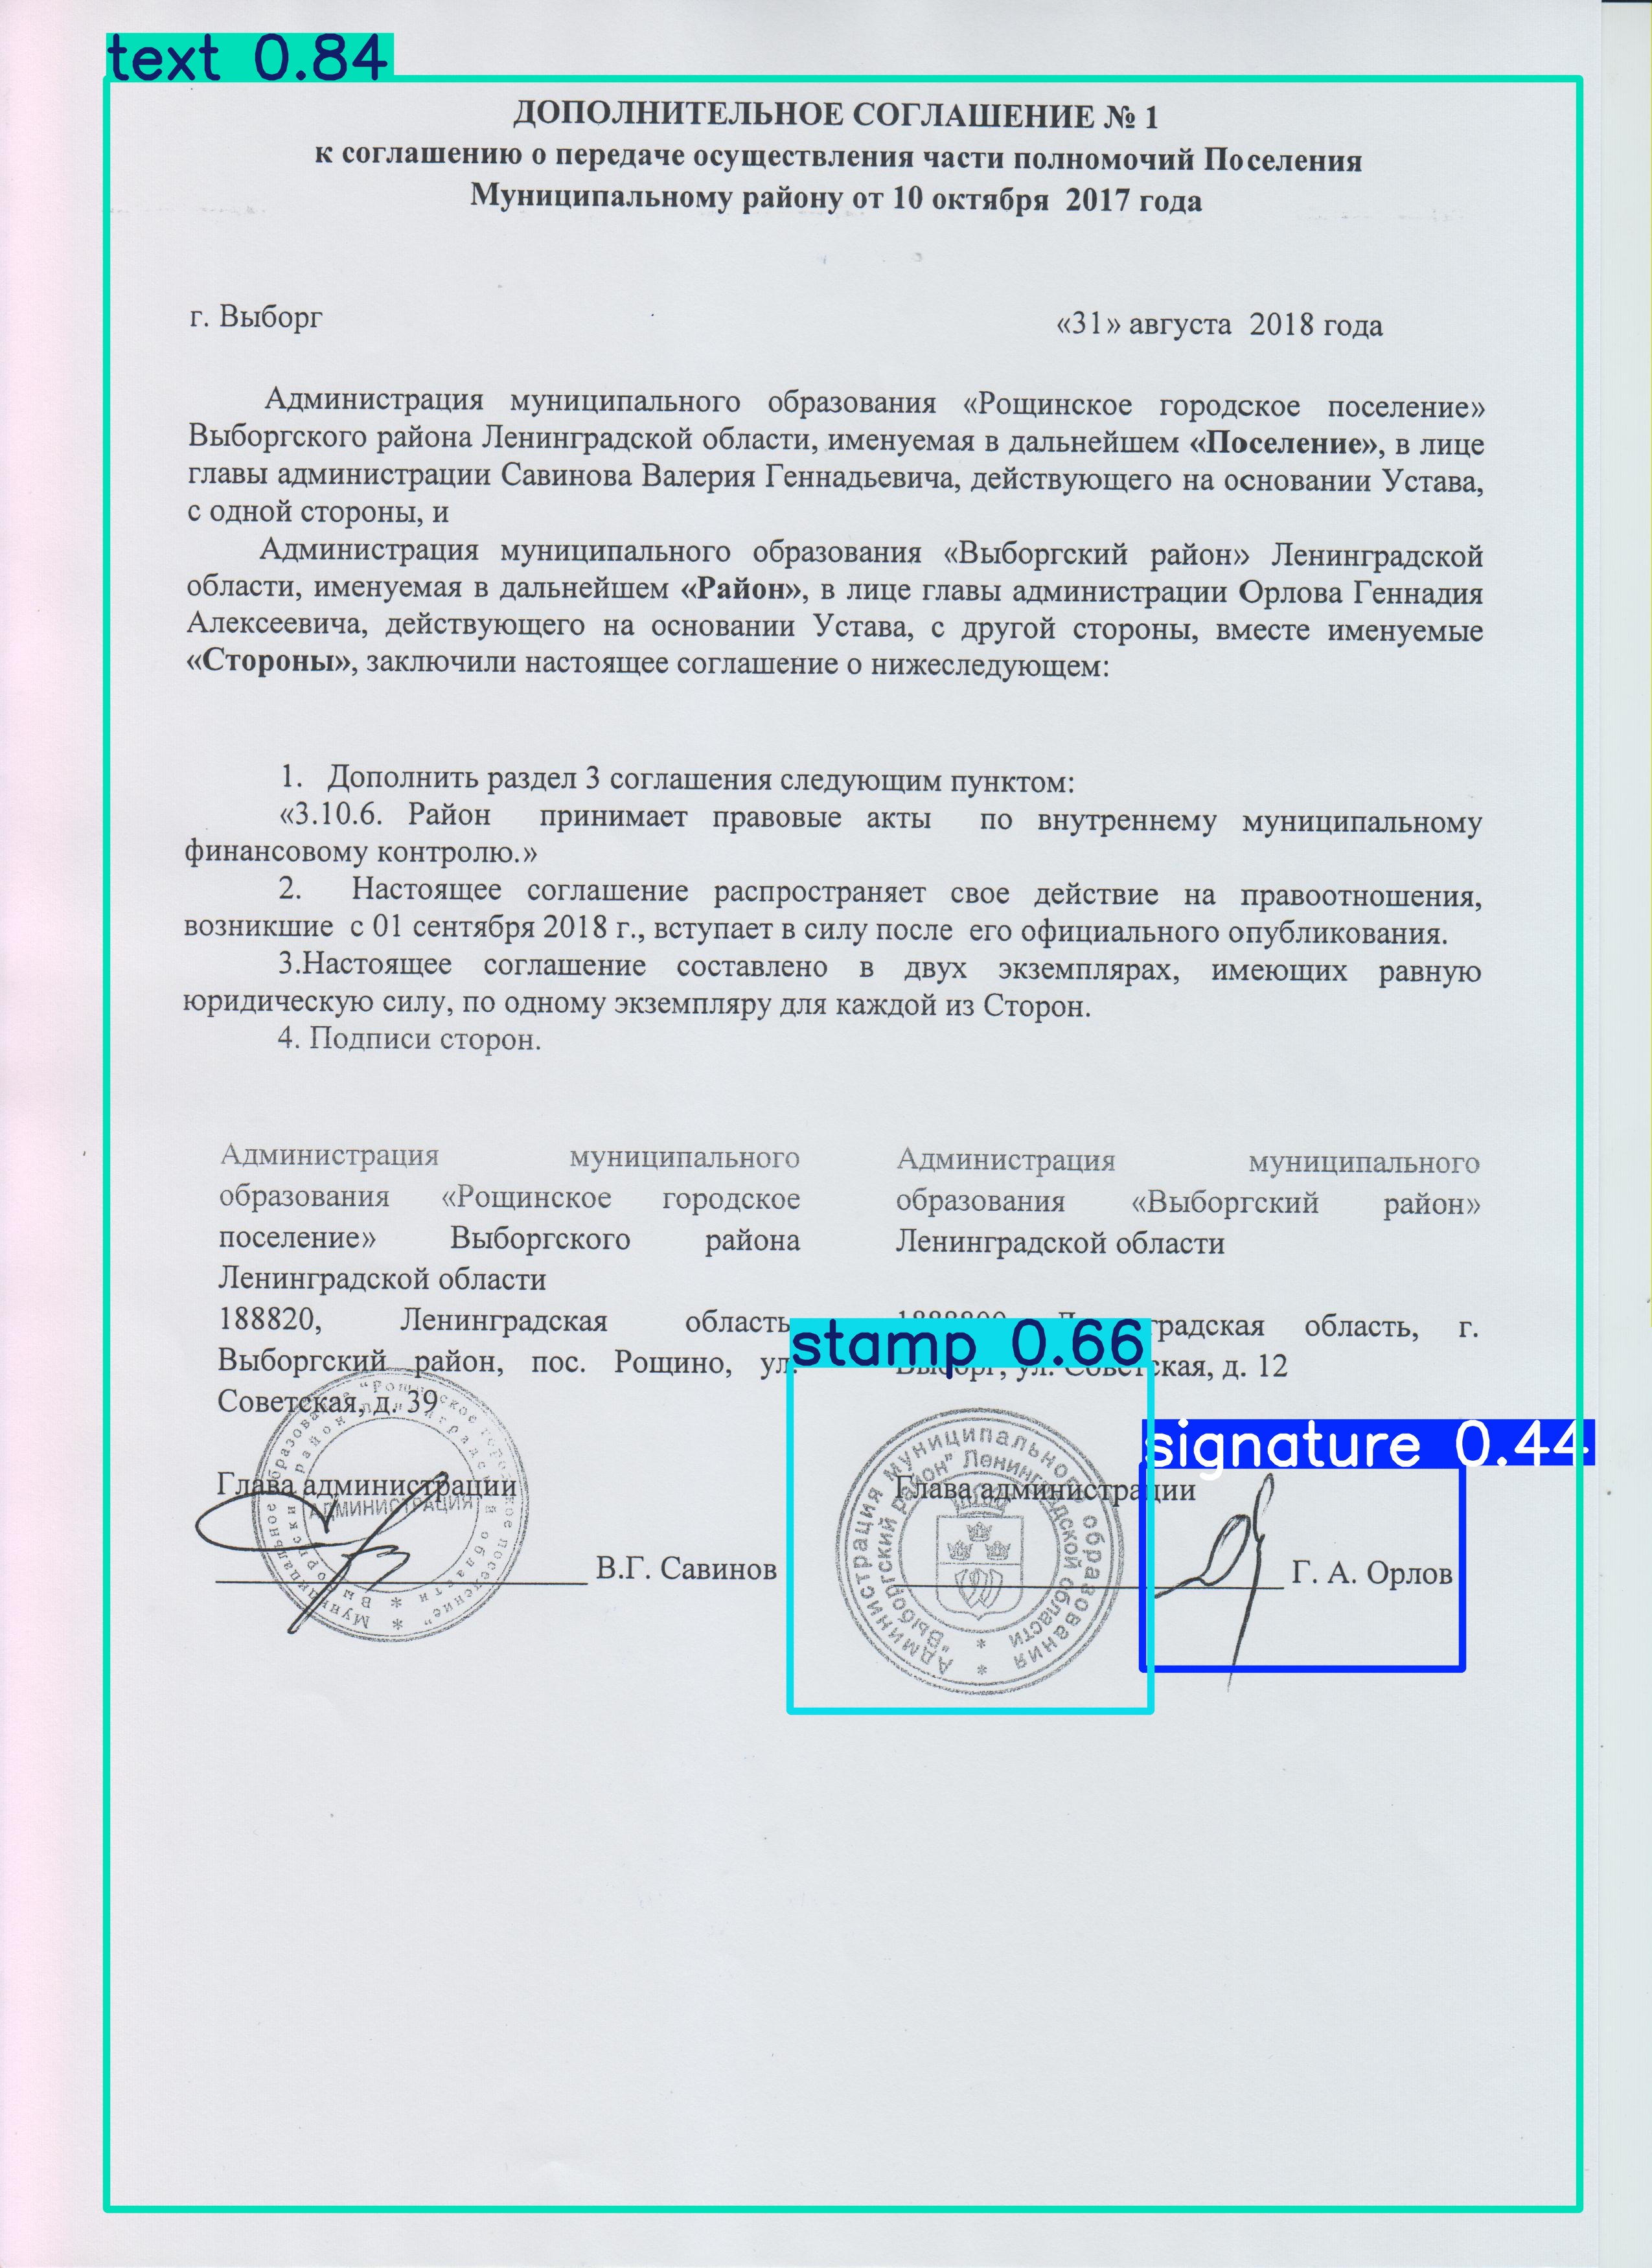 text 0.84
ДОПОЛНИТЕЛЬНОЕ СОГЛАШЕНИЕ № 1
к соглашению о передаче осуществления части полномочий Поселения
Муниципальному району от 10 октября 2017 года
г. Выборг
«31» августа 2018 года
Администрация муниципального образования «Рощинское городское поселение»
Выборгского района Ленинградской области, именуемая в дальнейшем «Поселение», в лице
главы администрации Савинова Валерия Геннадьевича, действующего на основании Устава,
с одной стороны, и
Администрация муниципального образования «Выборгский район» Ленинградской
области, именуемая в дальнейшем «Район», в лице главы администрации Орлова Геннадия
Алексеевича, действующего на основании Устава, с другой стороны, вместе именуемые
«Стороны», заключили настоящее соглашение о нижеследующем:
1. Дополнить раздел 3 соглашения следующим пунктом:
«3.10.6. Район принимает правовые акты по внутреннему муниципальному
финансовому контролю.»
2. Настоящее соглашение распространяет свое действие на правоотношения,
возникшие с 01 сентября 2018 г., вступает в силу после его официального опубликования.
3.Настоящее соглашение составлено в двух экземплярах, имеющих равную
юридическую силу, по одному экземпляру для каждой из Сторон.
4. Подписи сторон.
Администрация муниципального
образования «Рощинское городское
поселение» Выборгского района
Ленинградской области
188820, Ленинградская область
Выборгский район, пос. Рощино, ул.
Советская, д. 39
Глава администрации
В.Г. Савинов
Муниципальное образование "Рощинское городское поселение" *
Выборгский район Ленинградской области *
АДМИНИСТРАЦИЯ
Администрация муниципального
образования «Выборгский район»
Ленинградской области
область, г.
ул. д. 12
stamp 0.66
signature 0.44
Глава администрации
Г. А. Орлов
Администрация муниципального образования *
"Выборгский район" Ленинградской области *